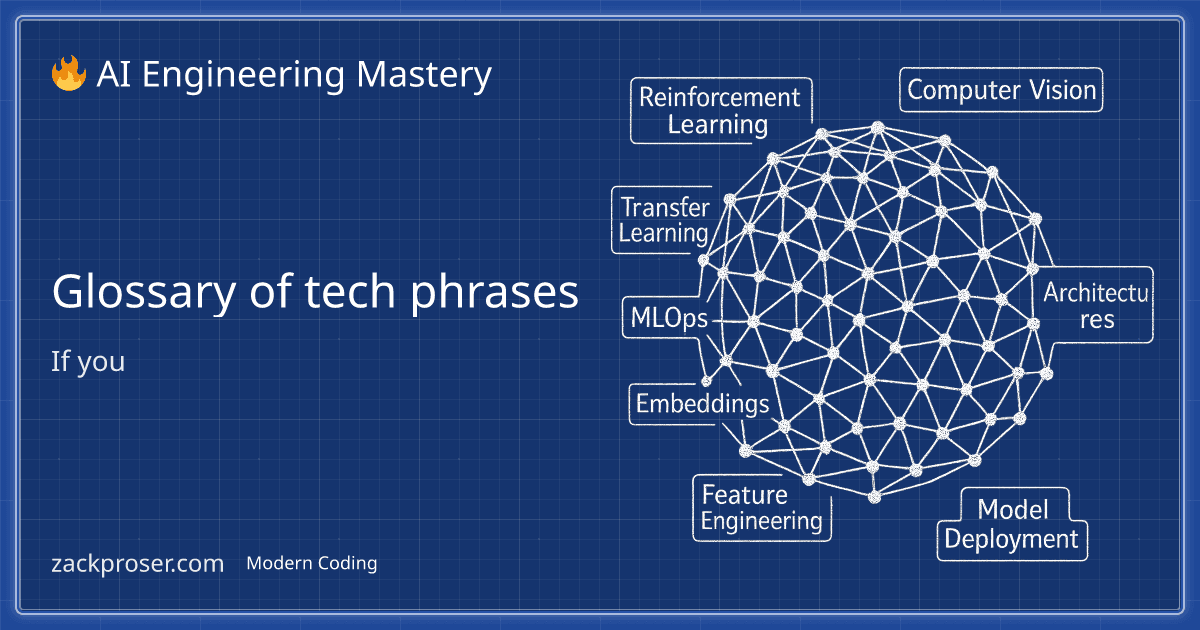 🔥 AI Engineering Mastery
Glossary of tech phrases
If you
zackproser.com Modern Coding
Reinforcement
Learning
Computer Vision
Transfer
Learning
MLOps
Architectu
res
Embeddings
Feature
Engineering
Model
Deployment